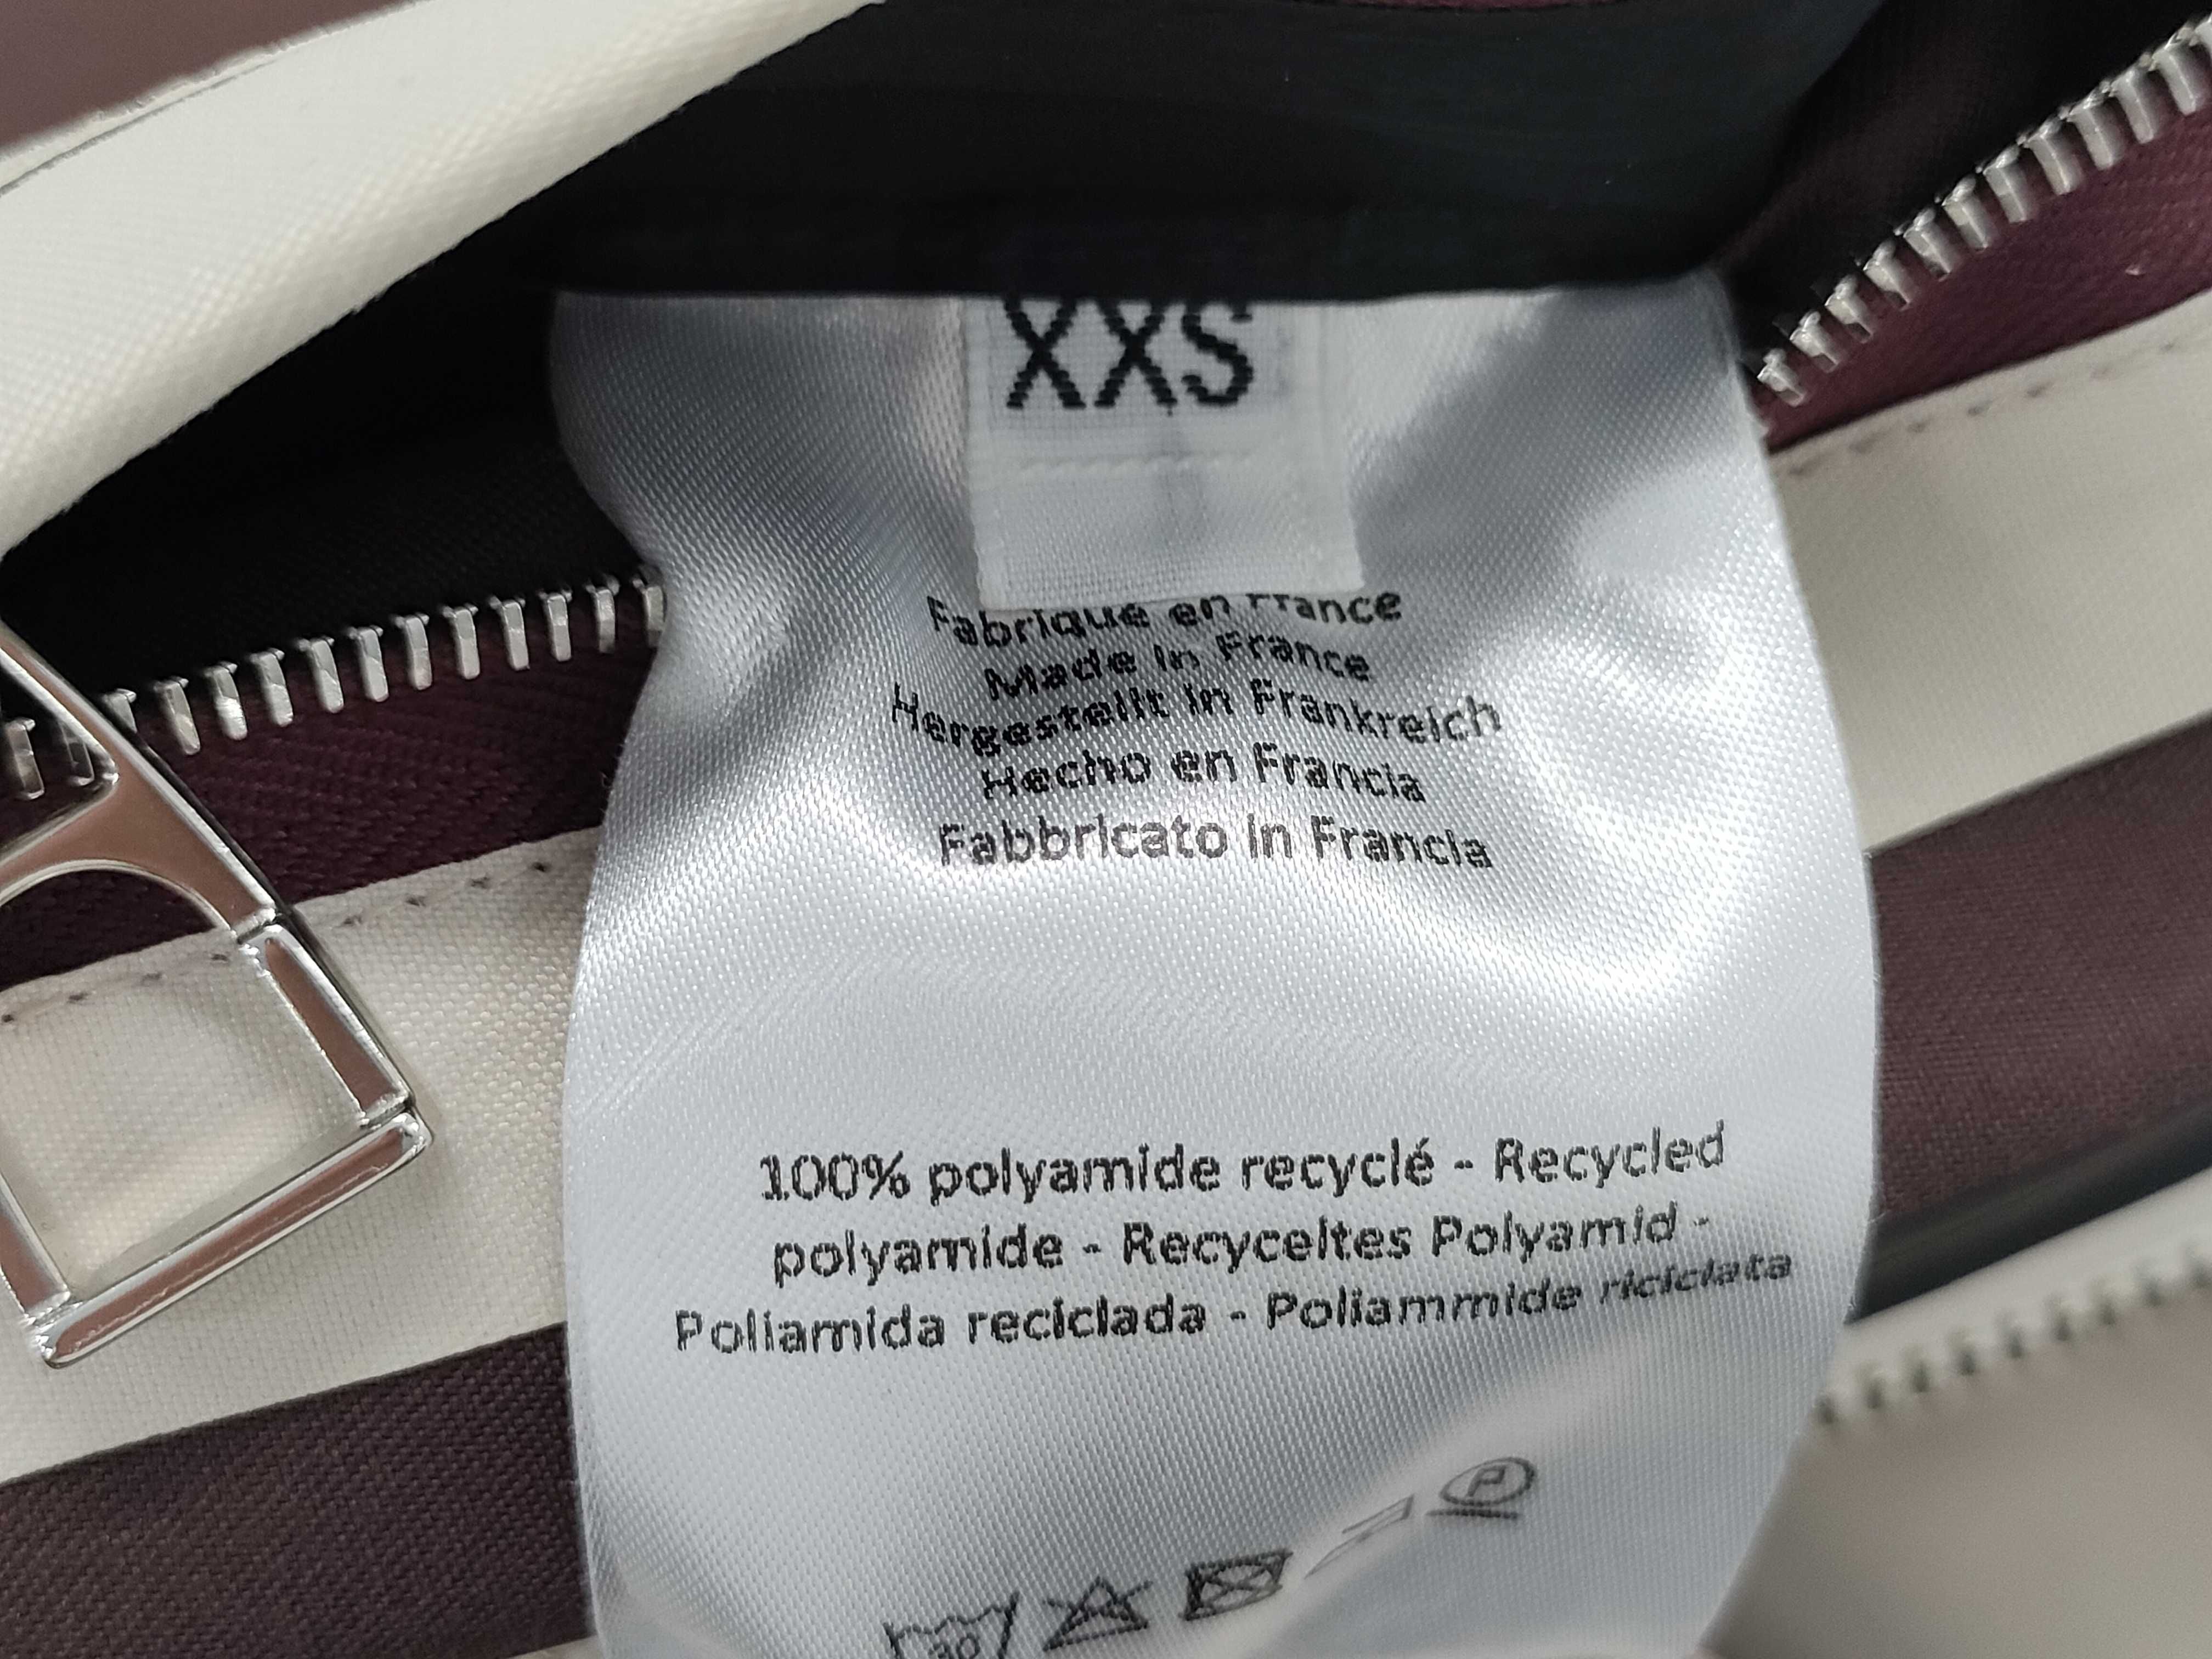 XXS
Fabrique en France
Made in France
Hergestellt in Frankreich
Hecho en Francia
Fabbricato in Francia
100% polyamide recyclé - Recycled
polyamide - Recyceltes Polyamid -
Poliamida reciclada - Poliammide riciclata
30
P